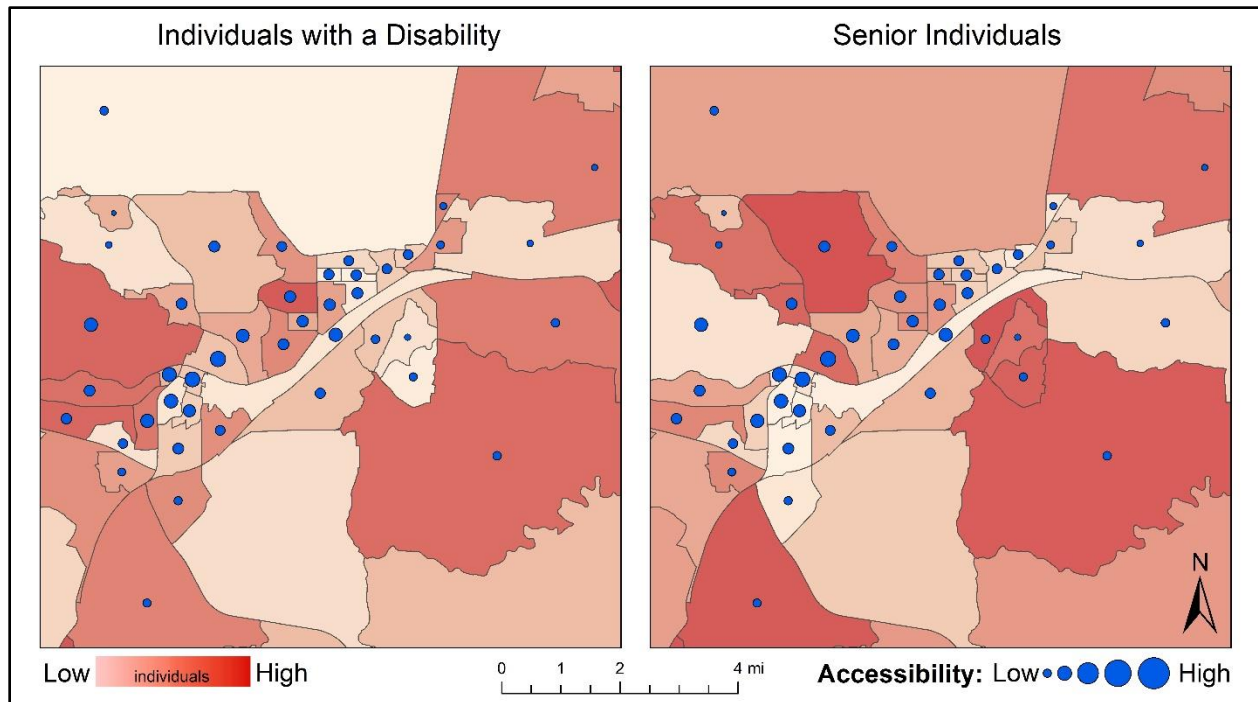 Individuals with a Disability
Senior Individuals
N
Low individuals High
0 1 2 4 mi
Accessibility: Low High